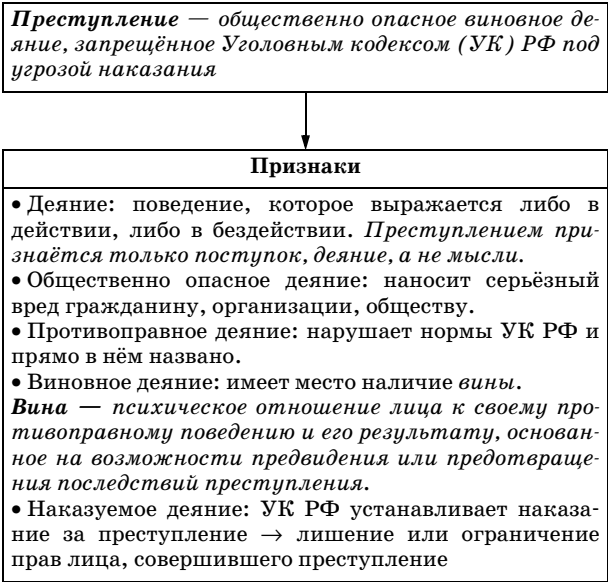 Преступление — общественно опасное виновное де-
яние, запрещённое Уголовным кодексом (УК) РФ под
угрозой наказания
Признаки
• Деяние: поведение, которое выражается либо в
действии, либо в бездействии. Преступлением при-
знаётся только поступок, деяние, а не мысли.
• Общественно опасное деяние: наносит серьёзный
вред гражданину, организации, обществу.
• Противоправное деяние: нарушает нормы УК РФ и
прямо в нём названо.
• Виновное деяние: имеет место наличие вины.
Вина — психическое отношение лица к своему про-
тивоправному поведению и его результату, основан-
ное на возможности предвидения или предотвраще-
ния последствий преступления.
• Наказуемое деяние: УК РФ устанавливает наказа-
ние за преступление → лишение или ограничение
прав лица, совершившего преступление